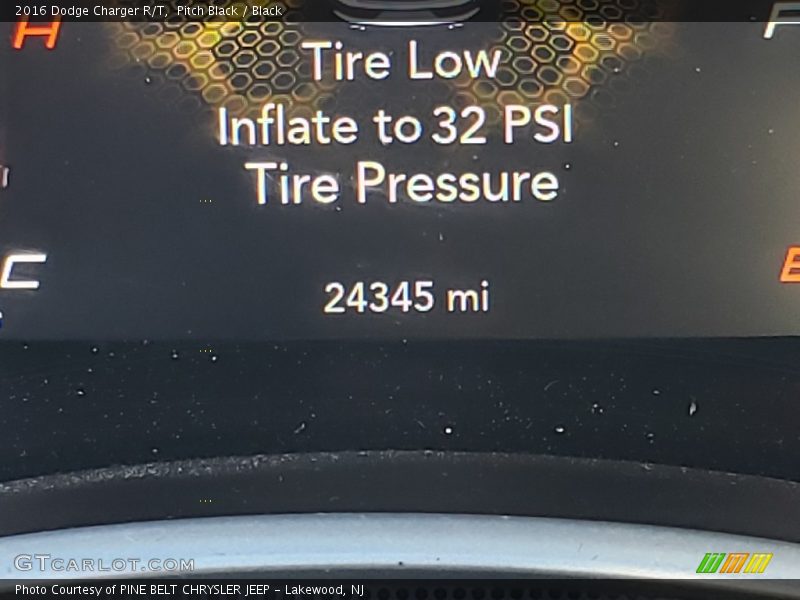 2016 Dodge Charger R/T, Pitch Black / Black
H
F
Tire Low
Inflate to 32 PSI
Tire Pressure
C
E
24345 mi
GTCARLOT.COM
Photo Courtesy of PINE BELT CHRYSLER JEEP - Lakewood, NJ